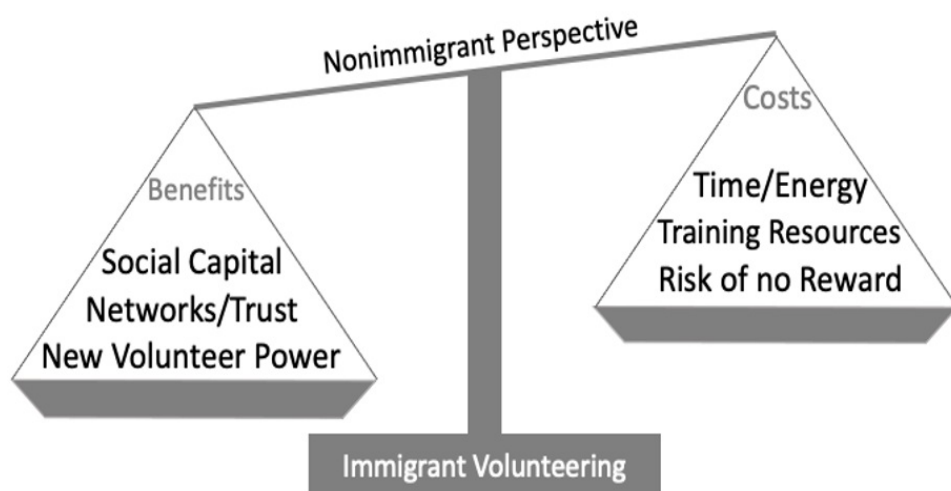 Nonimmigrant Perspective
Benefits
Social Capital
Networks/Trust
New Volunteer Power
Costs
Time/Energy
Training Resources
Risk of no Reward
Immigrant Volunteering